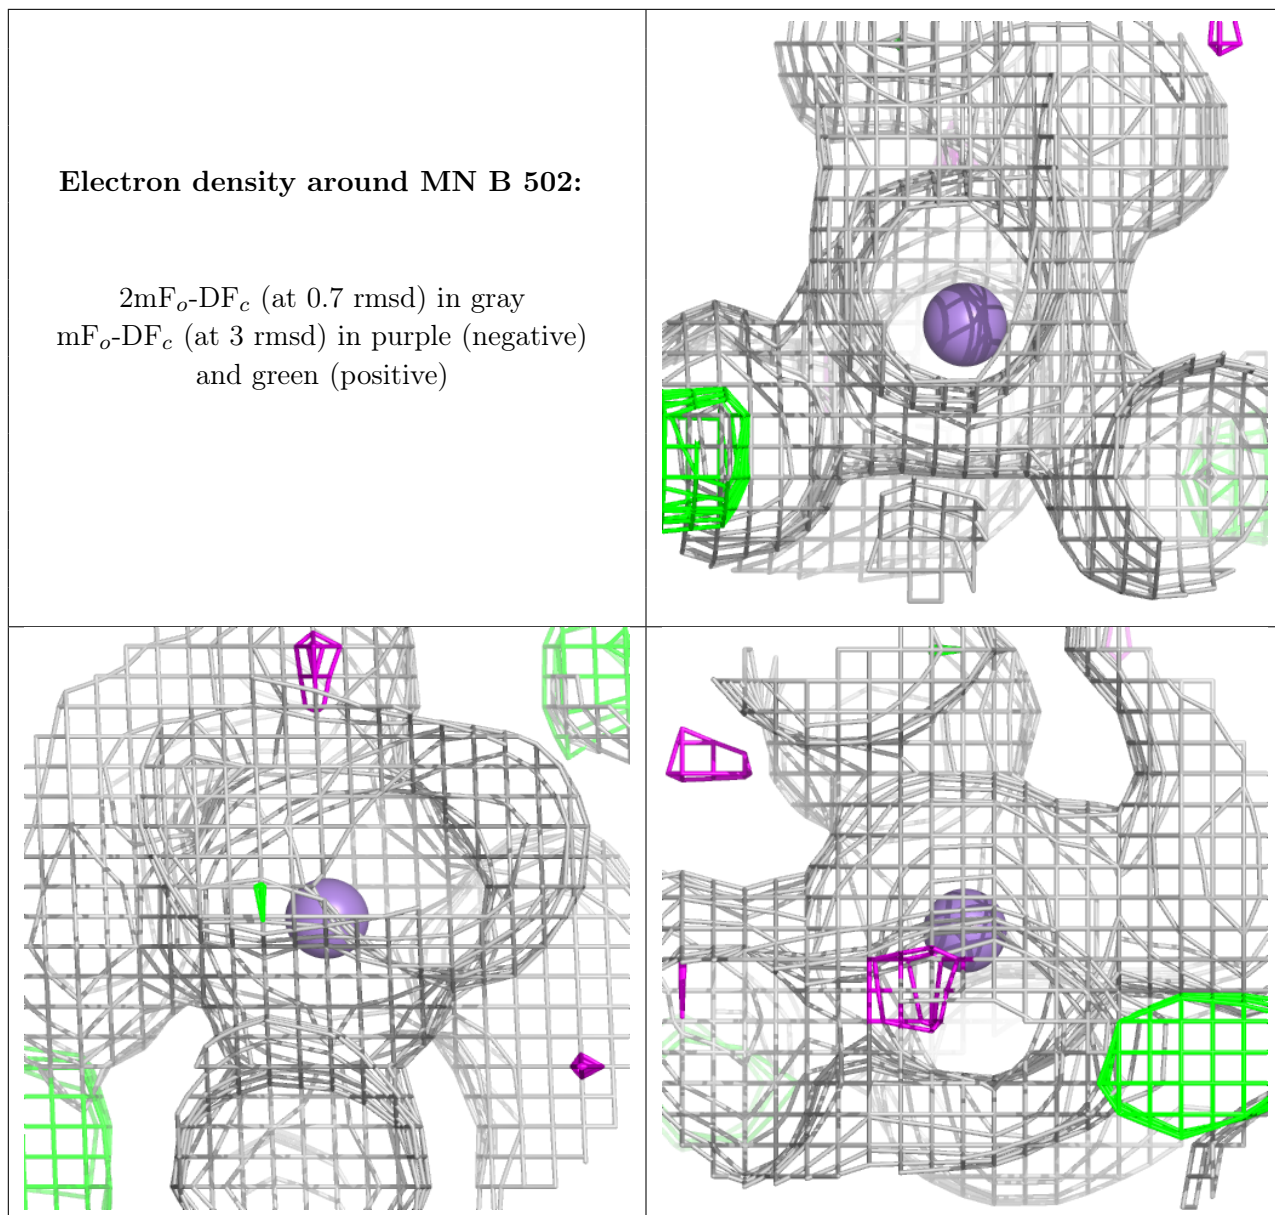 Electron density around MN B 502:
2mFo-DFc (at 0.7 rmsd) in gray
mFo-DFc (at 3 rmsd) in purple (negative)
and green (positive)